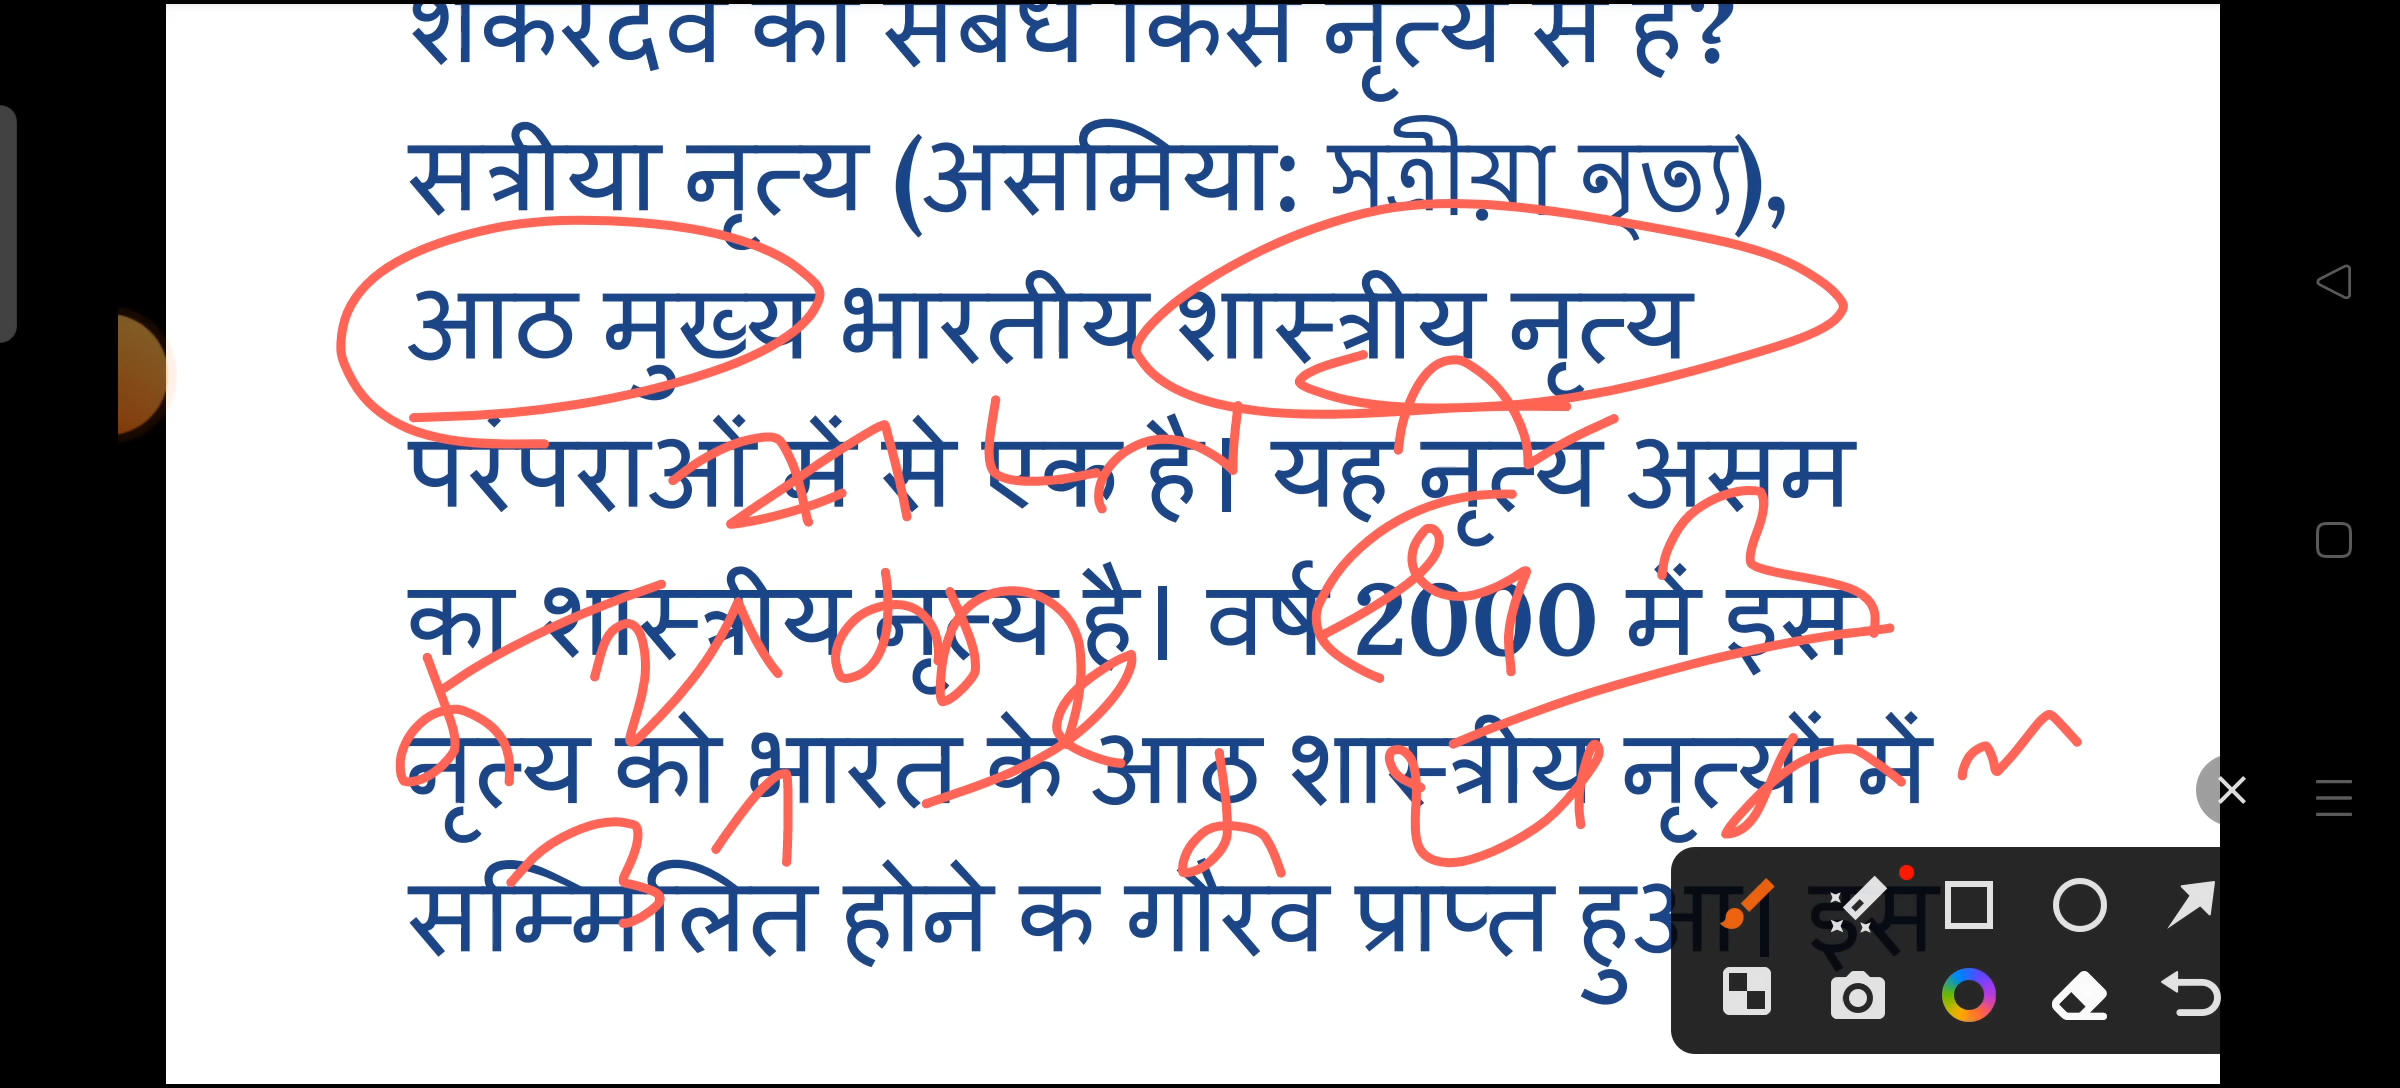 शंकरदेव का संबंध किस नृत्य से है?
सत्रीया नृत्य (असमिया: সত্ৰীয়া নৃত্য),
आठ मुख्य भारतीय शास्त्रीय नृत्य
परंपराओं में से एक है। यह नृत्य असम
का शास्त्रीय नृत्य है। वर्ष 2000 में इस
नृत्य को भारत के आठ शास्त्रीय नृत्यों में
सम्मिलित होने क गौरव प्राप्त हुआ। इस